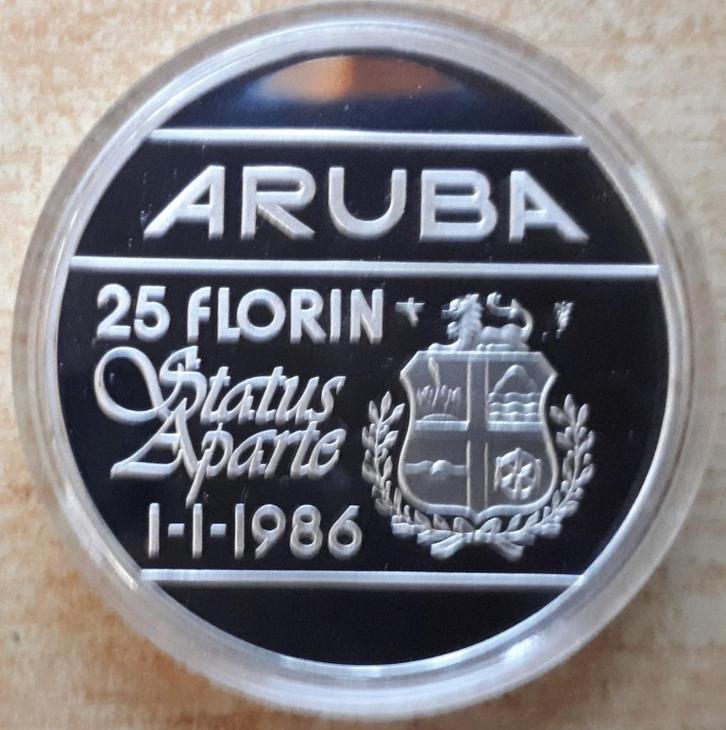 ARUBA
25 FLORIN
Status
Aparte
1-1-1986